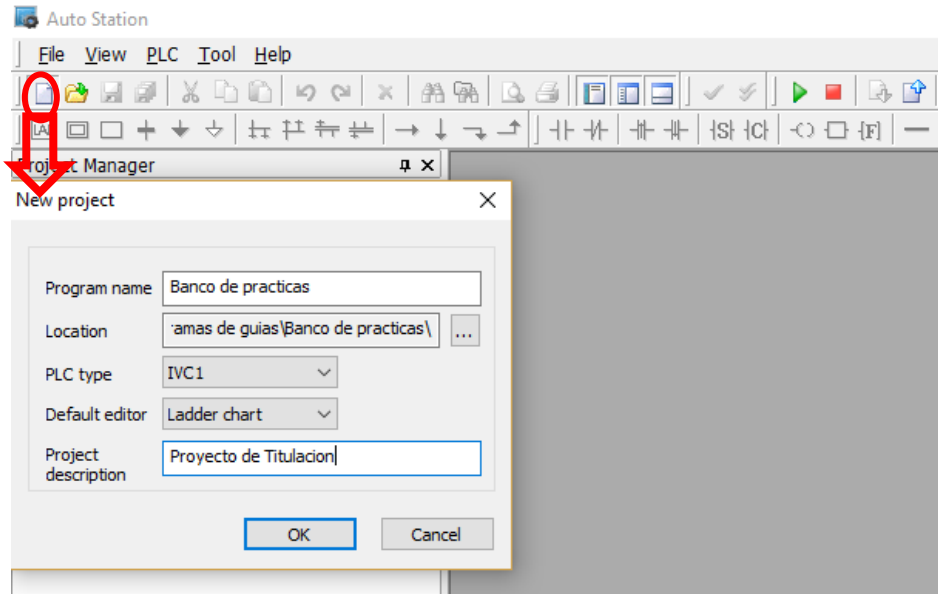 Auto Station
File View PLC Tool Help
Project Manager
New project
Program name Banco de practicas
Location ramas de guias\Banco de practicas\ ...
PLC type IVC1
Default editor Ladder chart
Project description Proyecto de Titulacion
OK Cancel